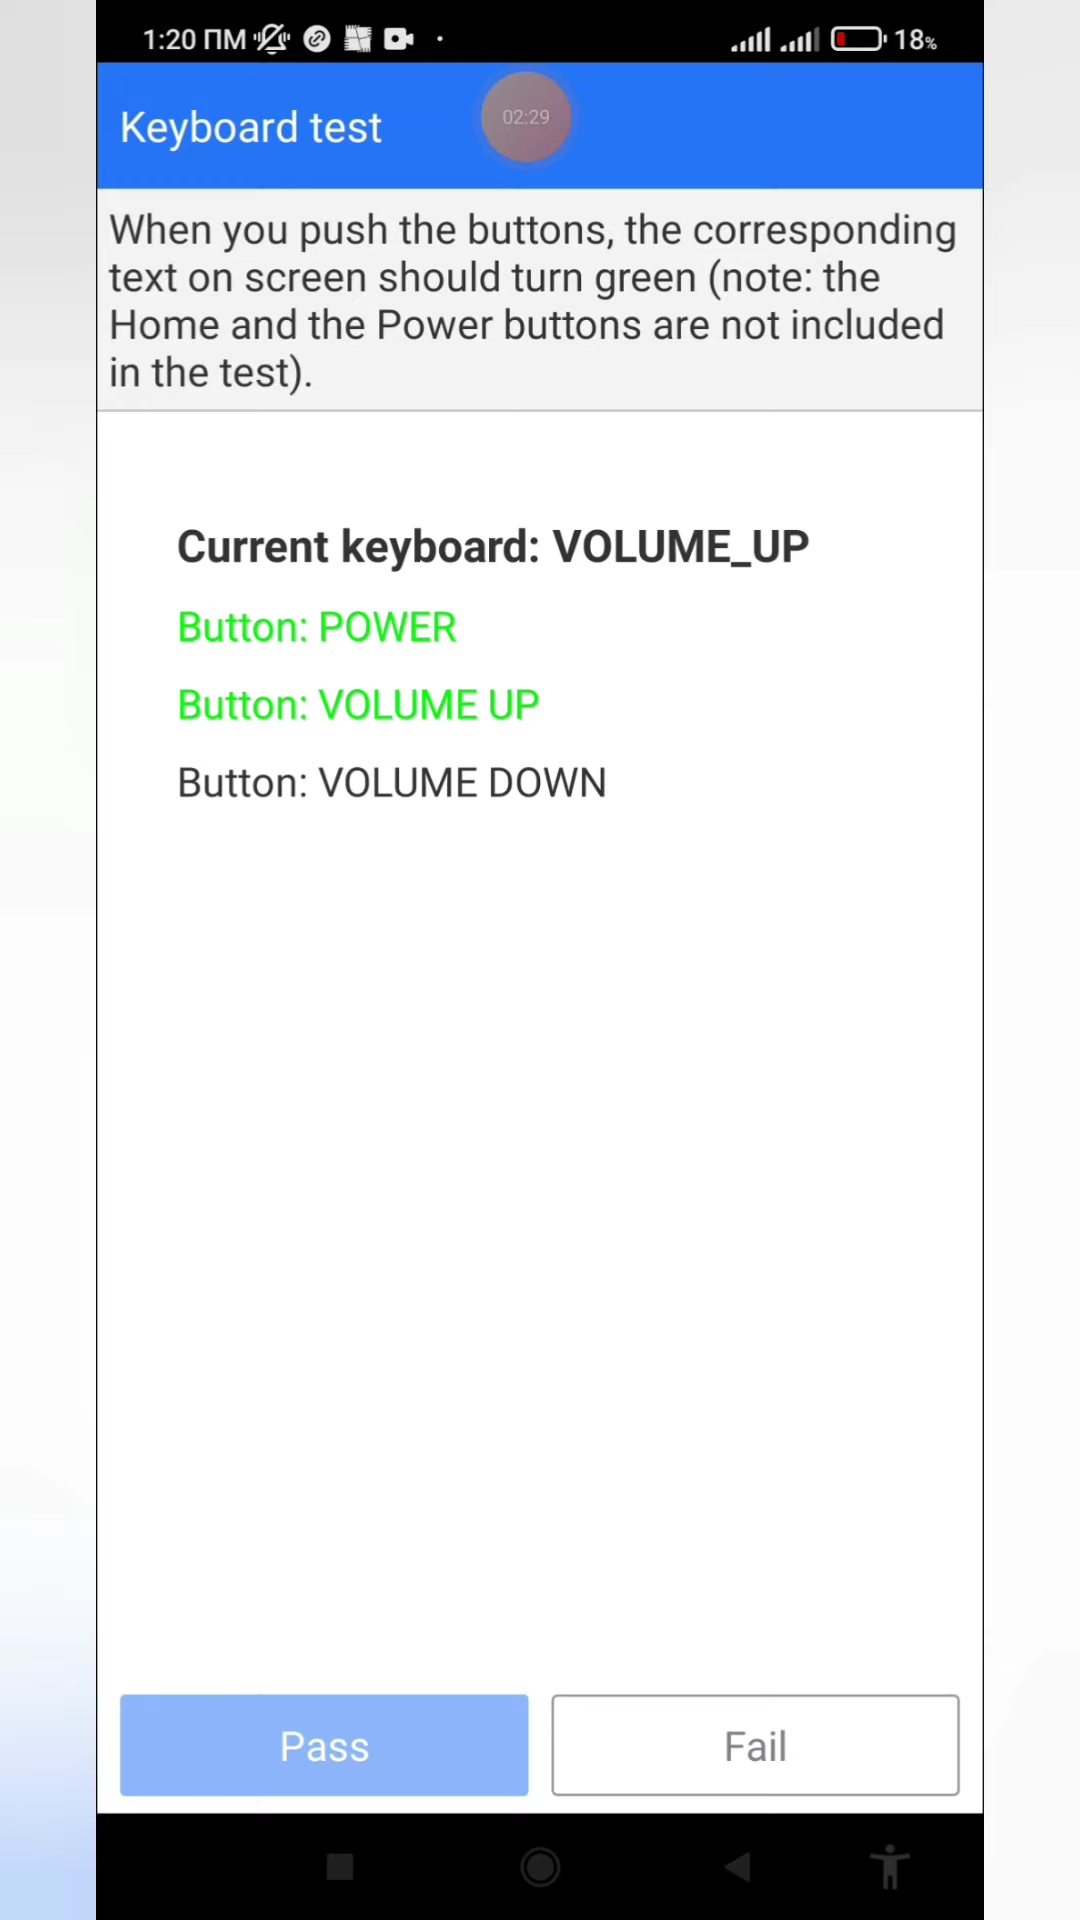 1:20 ПМ 18%
Keyboard test
02:29
When you push the buttons, the corresponding
text on screen should turn green (note: the
Home and the Power buttons are not included
in the test).
Current keyboard: VOLUME_UP
Button: POWER
Button: VOLUME UP
Button: VOLUME DOWN
Pass
Fail